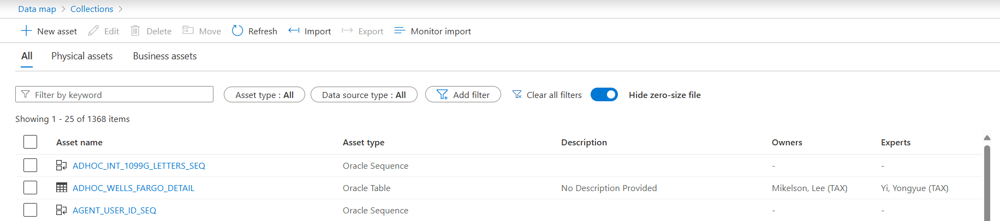 Data map > Collections >
New asset Edit Delete Move Refresh Import Export Monitor import
All Physical assets Business assets
Filter by keyword Asset type : All Data source type : All Add filter Clear all filters Hide zero-size file
Showing 1 - 25 of 1368 items
Asset name Asset type Description Owners Experts
ADHOC_INT_1099G_LETTERS_SEQ Oracle Sequence - -
ADHOC_WELLS_FARGO_DETAIL Oracle Table No Description Provided Mikelson, Lee (TAX) Yi, Yongyue (TAX)
AGENT_USER_ID_SEQ Oracle Sequence - -